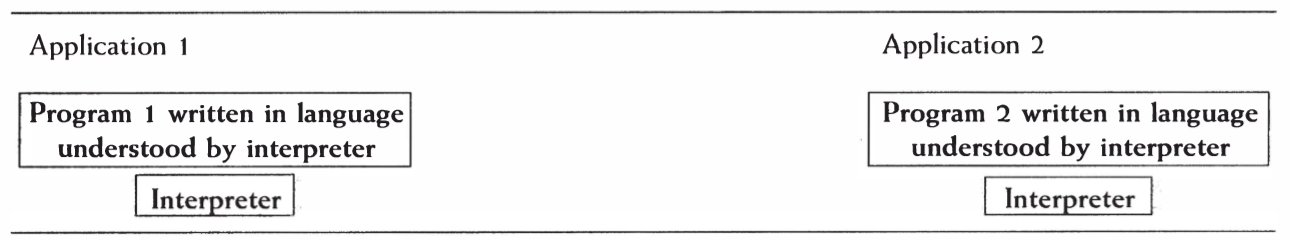 Application 1
Application 2
Program 1 written in language
understood by interpreter
Program 2 written in language
understood by interpreter
Interpreter
Interpreter